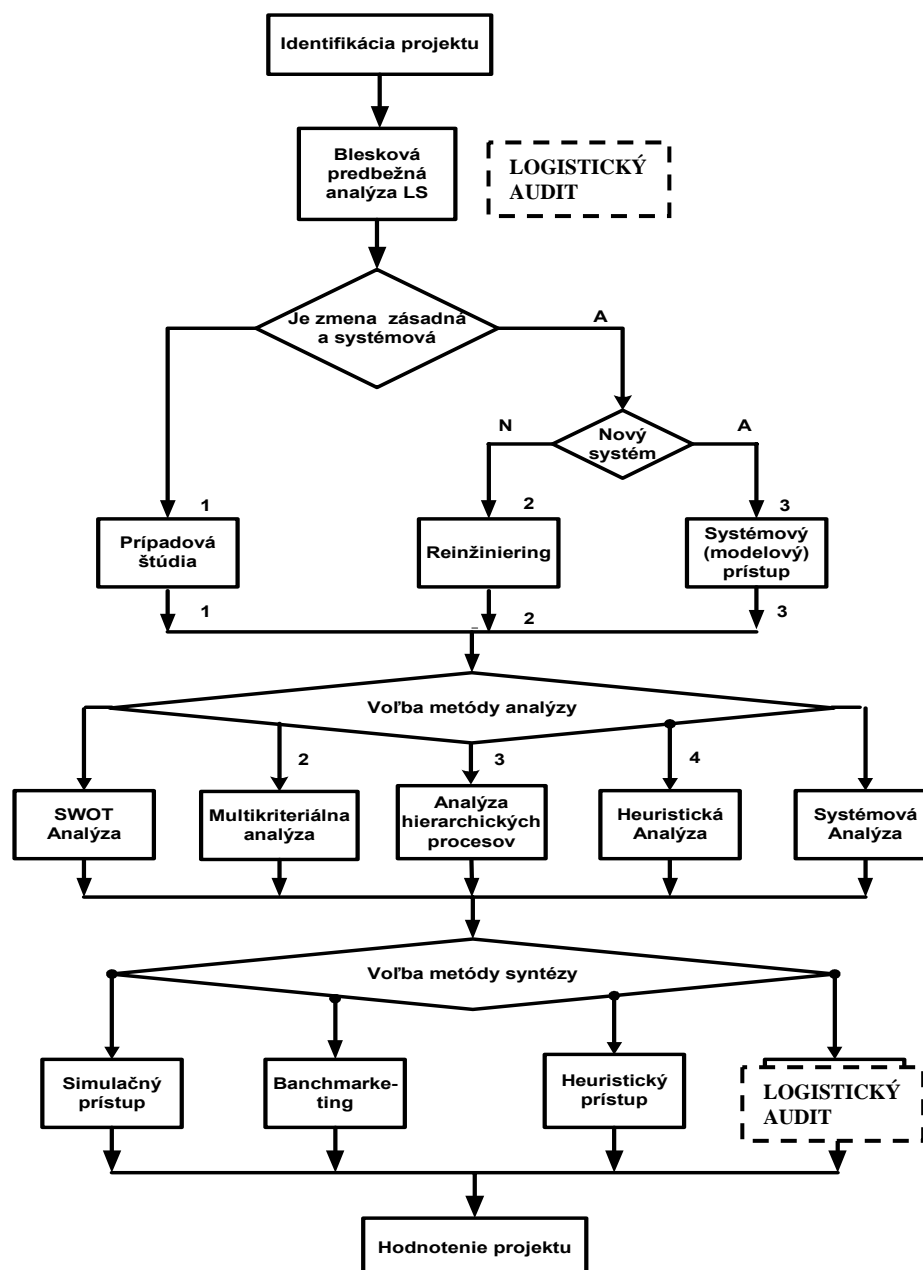 Identifikácia projektu
Blesková
predbežná
analýza LS
LOGISTICKÝ
AUDIT
Je zmena zásadná
a systémová
A
N
Nový
systém
A
1
2
3
Prípadová
štúdia
Reinžiniering
Systémový
(modelový)
prístup
1
2
3
Voľba metódy analýzy
2
3
4
SWOT
Analýza
Multikriteriálna
analýza
Analýza
hierarchických
procesov
Heuristická
Analýza
Systémová
Analýza
Voľba metódy syntézy
Simulačný
prístup
Banchmarke-
ting
Heuristický
prístup
LOGISTICKÝ
AUDIT
Hodnotenie projektu